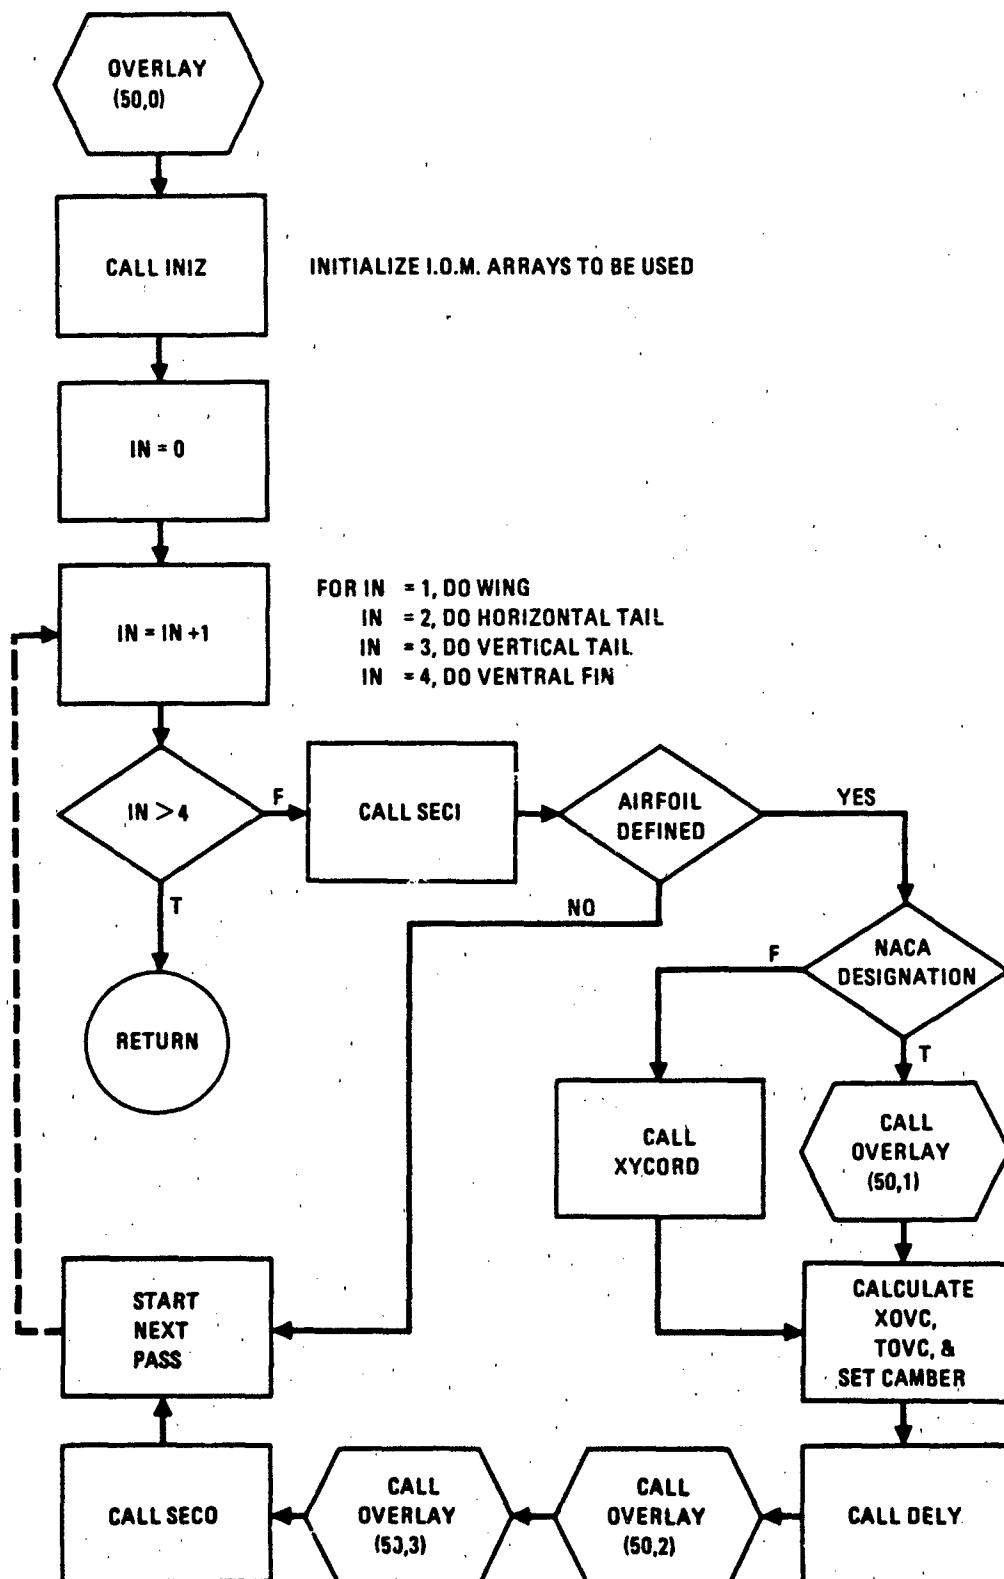 OVERLAY
(50,0)
CALL INIZ
INITIALIZE I.O.M. ARRAYS TO BE USED
IN = 0
IN = IN +1
FOR IN = 1, DO WING
IN = 2, DO HORIZONTAL TAIL
IN = 3, DO VERTICAL TAIL
IN = 4, DO VENTRAL FIN
IN > 4
F
T
RETURN
CALL SECI
AIRFOIL
DEFINED
YES
NO
NACA
DESIGNATION
F
T
CALL
XYCORD
CALL
OVERLAY
(50,1)
CALCULATE
XOVC,
TOVC, &
SET CAMBER
START
NEXT
PASS
CALL SECO
CALL
OVERLAY
(50,3)
CALL
OVERLAY
(50,2)
CALL DELY